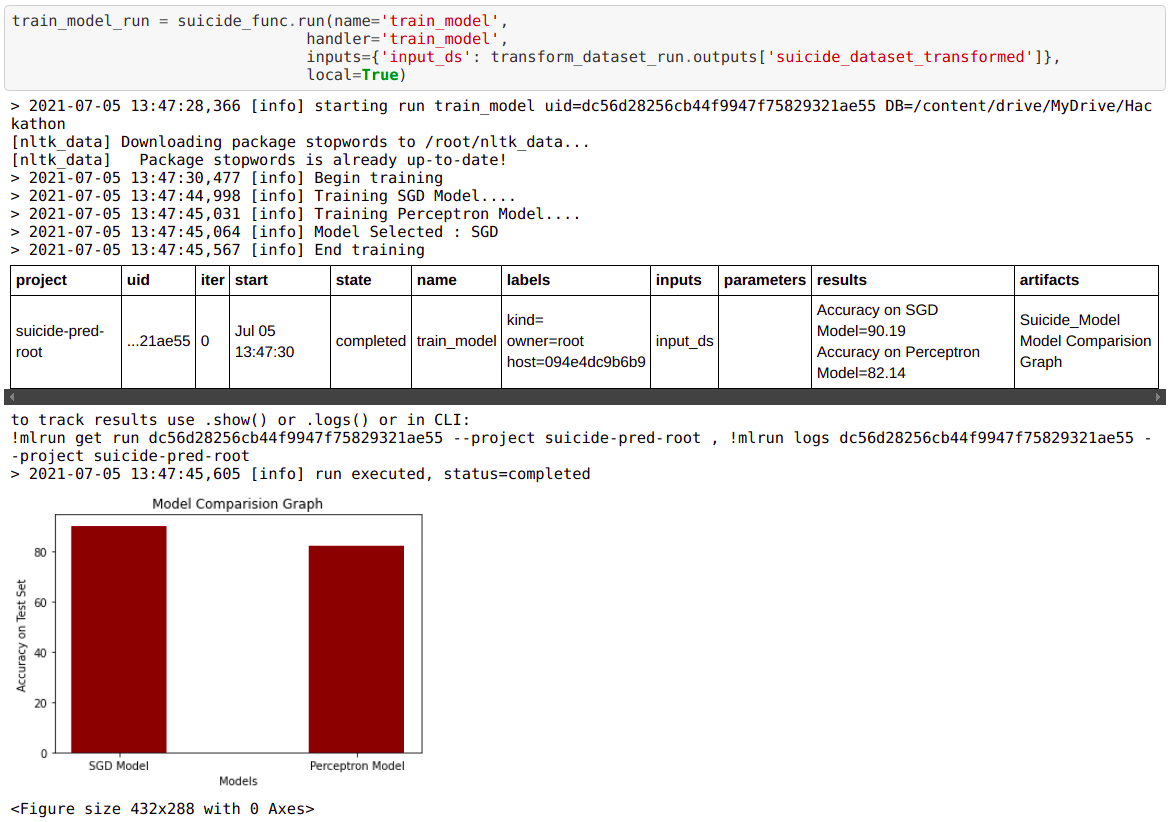 train_model_run = suicide_func.run(name='train_model',
handler='train_model',
inputs={'input_ds': transform_dataset_run.outputs['suicide_dataset_transformed']},
local=True)
> 2021-07-05 13:47:28,366 [info] starting run train_model uid=dc56d28256cb44f9947f75829321ae55 DB=/content/drive/MyDrive/Hac
kathon
[nltk_data] Downloading package stopwords to /root/nltk_data...
[nltk_data]   Package stopwords is already up-to-date!
> 2021-07-05 13:47:30,477 [info] Begin training
> 2021-07-05 13:47:44,998 [info] Training SGD Model....
> 2021-07-05 13:47:45,031 [info] Training Perceptron Model....
> 2021-07-05 13:47:45,064 [info] Model Selected : SGD
> 2021-07-05 13:47:45,567 [info] End training
project uid iter start state name labels inputs parameters results artifacts
suicide-pred-
root
...21ae55
0
Jul 05
13:47:30
completed
train_model
kind=
owner=root
host=094e4dc9b6b9
input_ds
Accuracy on SGD
Model=90.19
Accuracy on Perceptron
Model=82.14
Suicide_Model
Model Comparision
Graph
to track results use .show() or .logs() or in CLI:
!mlrun get run dc56d28256cb44f9947f75829321ae55 --project suicide-pred-root , !mlrun logs dc56d28256cb44f9947f75829321ae55 -
-project suicide-pred-root
> 2021-07-05 13:47:45,605 [info] run executed, status=completed
Model Comparision Graph
Accuracy on Test Set
80
60
40
20
0
SGD Model
Perceptron Model
Models
<Figure size 432x288 with 0 Axes>